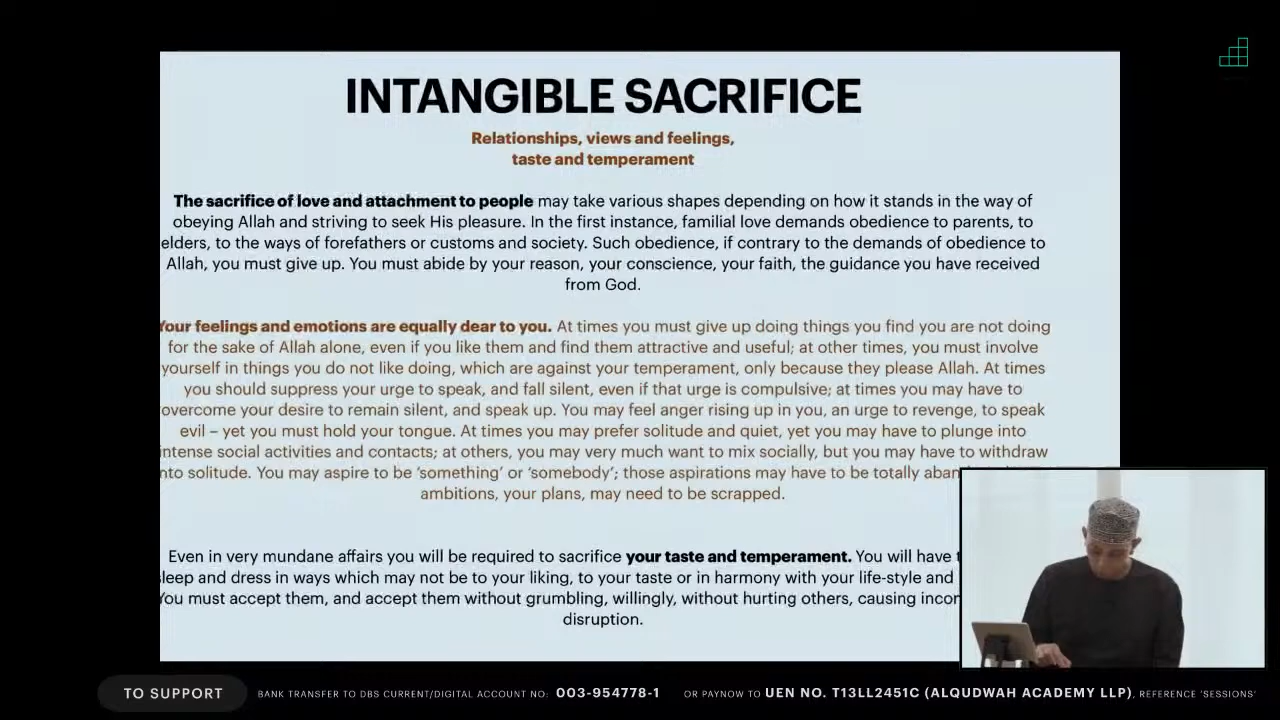 INTANGIBLE SACRIFICE
Relationships, views and feelings,
taste and temperament
The sacrifice of love and attachment to people may take various shapes depending on how it stands in the way of
obeying Allah and striving to seek His pleasure. In the first instance, familial love demands obedience to parents, to
elders, to the ways of forefathers or customs and society. Such obedience, if contrary to the demands of obedience to
Allah, you must give up. You must abide by your reason, your conscience, your faith, the guidance you have received
from God.
Your feelings and emotions are equally dear to you. At times you must give up doing things you find you are not doing
for the sake of Allah alone, even if you like them and find them attractive and useful; at other times, you must involve
yourself in things you do not like doing, which are against your temperament, only because they please Allah. At times
you should suppress your urge to speak, and fall silent, even if that urge is compulsive; at times you may have to
overcome your desire to remain silent, and speak up. You may feel anger rising up in you, an urge to revenge, to speak
evil – yet you must hold your tongue. At times you may prefer solitude and quiet, yet you may have to plunge into
intense social activities and contacts; at others, you may very much want to mix socially, but you may have to withdraw
into solitude. You may aspire to be ‘something’ or ‘somebody’; those aspirations may have to be totally
ambitions, your plans, may need to be scrapped.
Even in very mundane affairs you will be required to sacrifice your taste and temperament. You will have
sleep and dress in ways which may not be to your liking, to your taste or in harmony with your life-style and
You must accept them, and accept them without grumbling, willingly, without hurting others, causing
disruption.
TO SUPPORT BANK TRANSFER TO DBS CURRENT/DIGITAL ACCOUNT NO: 003-954778-1 OR PAYNOW TO UEN NO. T13LL2451C (ALQUDWAH ACADEMY LLP), REFERENCE 'SESSIONS'